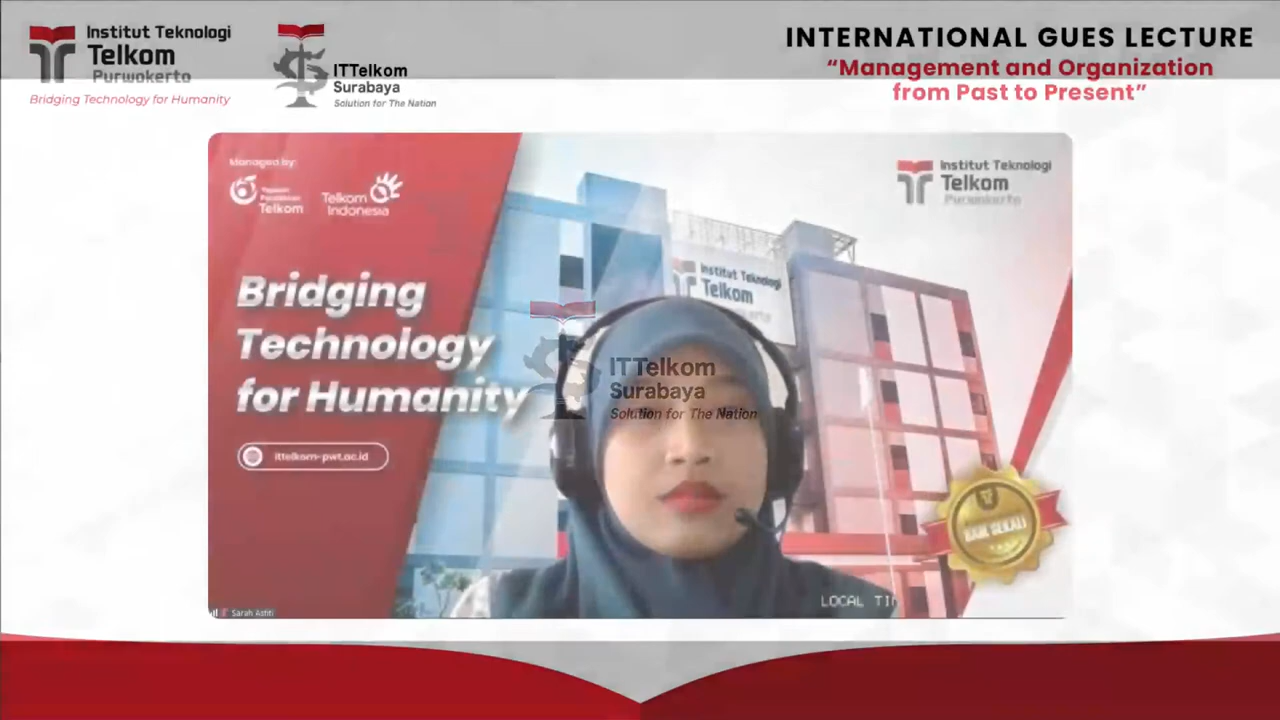 Institut Teknologi
Telkom
Purwokerto
Bridging Technology for Humanity
ITTelkom
Surabaya
Solution for The Nation
INTERNATIONAL GUES LECTURE
“Management and Organization
from Past to Present”
Managed by:
Telkom
Telkom
Indonesia
Institut Teknologi
Telkom
Purwokerto
Institut Teknologi
Telkom
Bridging
Technology
for Humanity
ITTelkom
Surabaya
Solution for The Nation
ittelkom-pwt.ac.id
BAIK SEKALI
LOCAL TI
Sarah Astiti